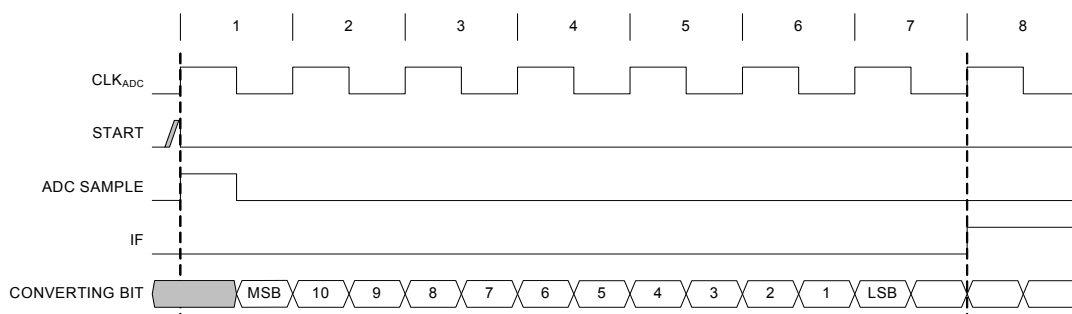 1 2 3 4 5 6 7 8
CLKADC
START
ADC SAMPLE
IF
CONVERTING BIT MSB 10 9 8 7 6 5 4 3 2 1 LSB